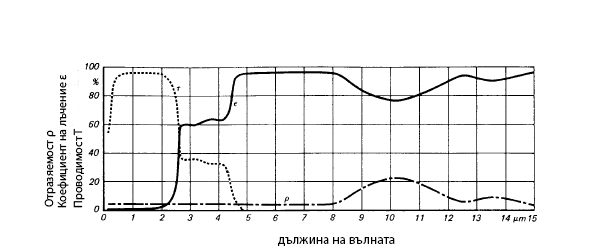 Отразяемост ρ
Коефициент на лъчение ε
Проводимост T
100
%
80
60
40
20
0
T
ε
ρ
0 1 2 3 4 5 6 7 8 9 10 11 12 13 14 µm 15
дължина на вълната